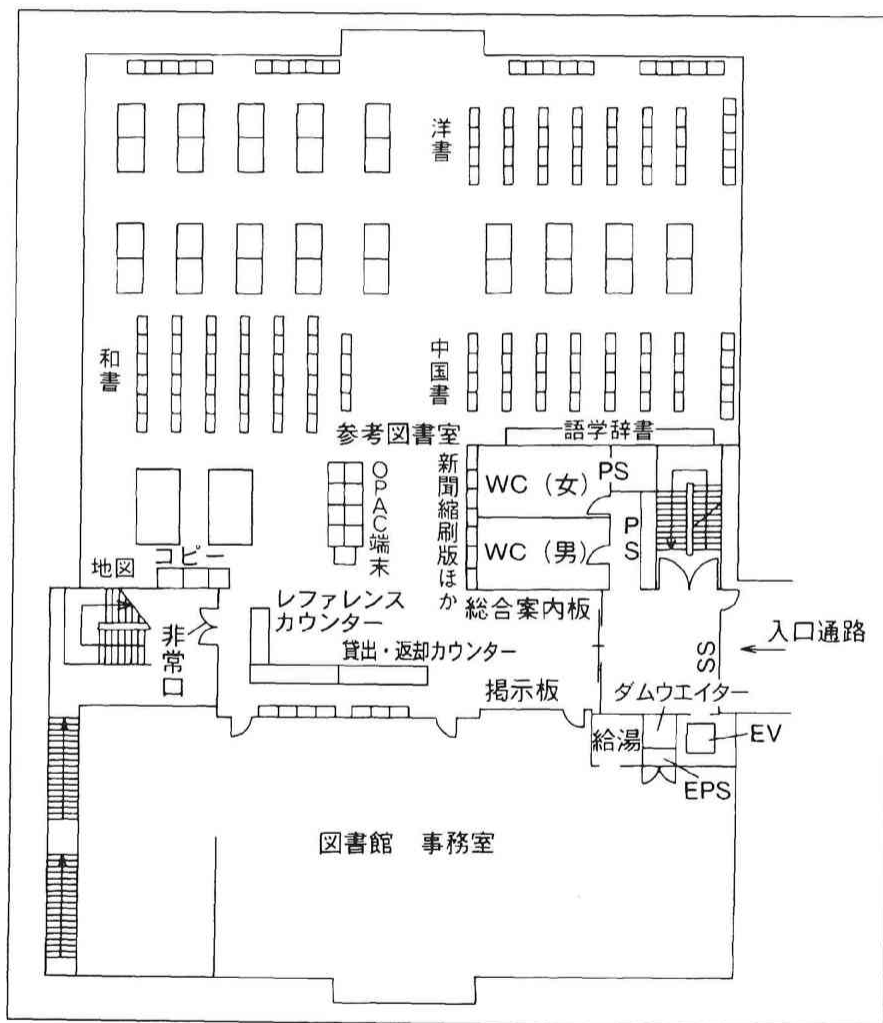 洋書
和書
中国書
参考図書室
語学辞書
新聞縮刷版ほか
OPAC端末
WC（女）
PS
WC（男）
PS
地図
コピー
レファレンス
カウンター
総合案内板
非常口
貸出・返却カウンター
SS
入口通路
掲示板
ダムウエイター
給湯
EV
EPS
図書館　事務室